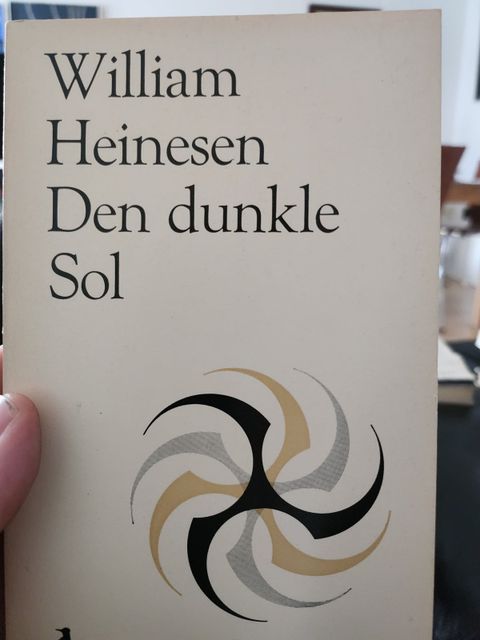 William
Heinesen
Den dunkle
Sol